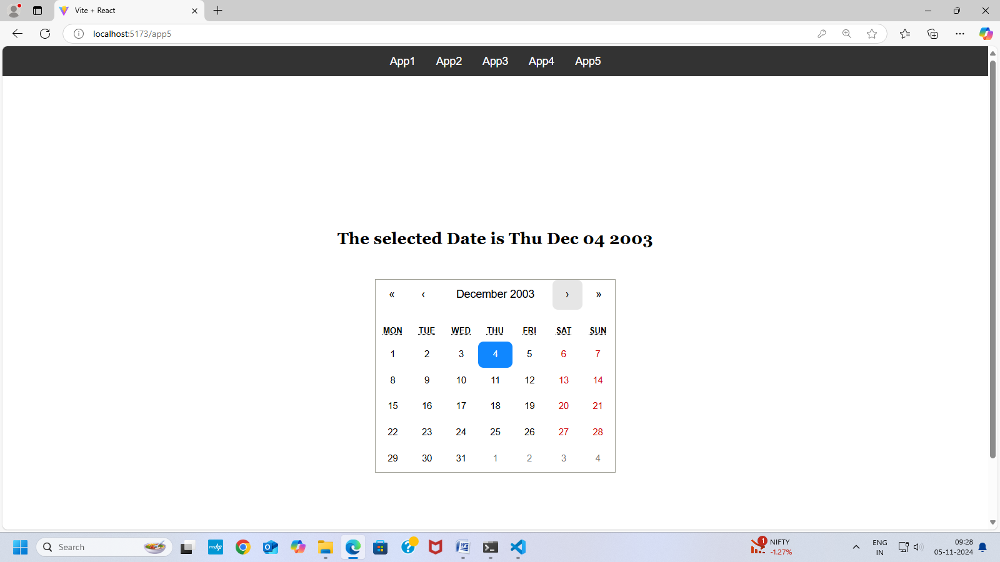 Vite + React
localhost:5173/app5
App1 App2 App3 App4 App5
The selected Date is Thu Dec 04 2003
« ‹ December 2003 › »
MON TUE WED THU FRI SAT SUN
1 2 3 4 5 6 7
8 9 10 11 12 13 14
15 16 17 18 19 20 21
22 23 24 25 26 27 28
29 30 31 1 2 3 4
Search
myhp
1
NIFTY
-1.27%
ENG
IN
09:28
05-11-2024